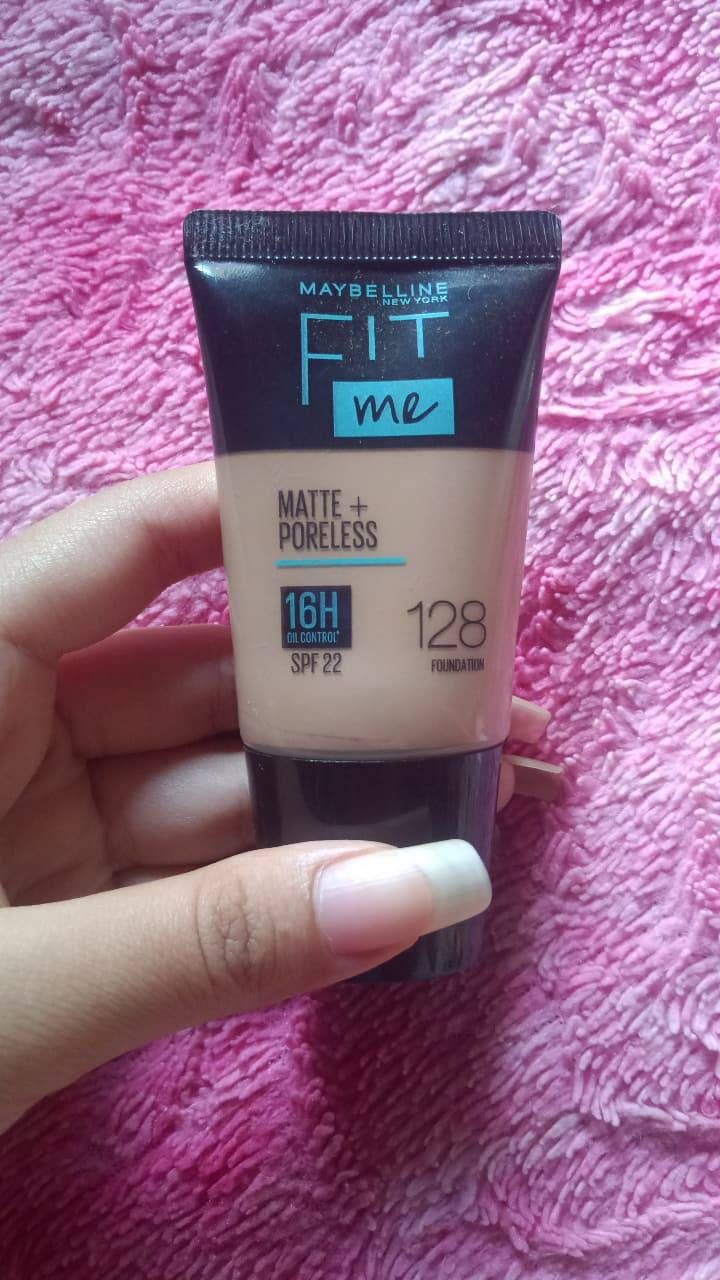 MAYBELLINE
NEW YORK
FIT
me
MATTE +
PORELESS
16H
OIL CONTROL*
SPF 22
128
FOUNDATION